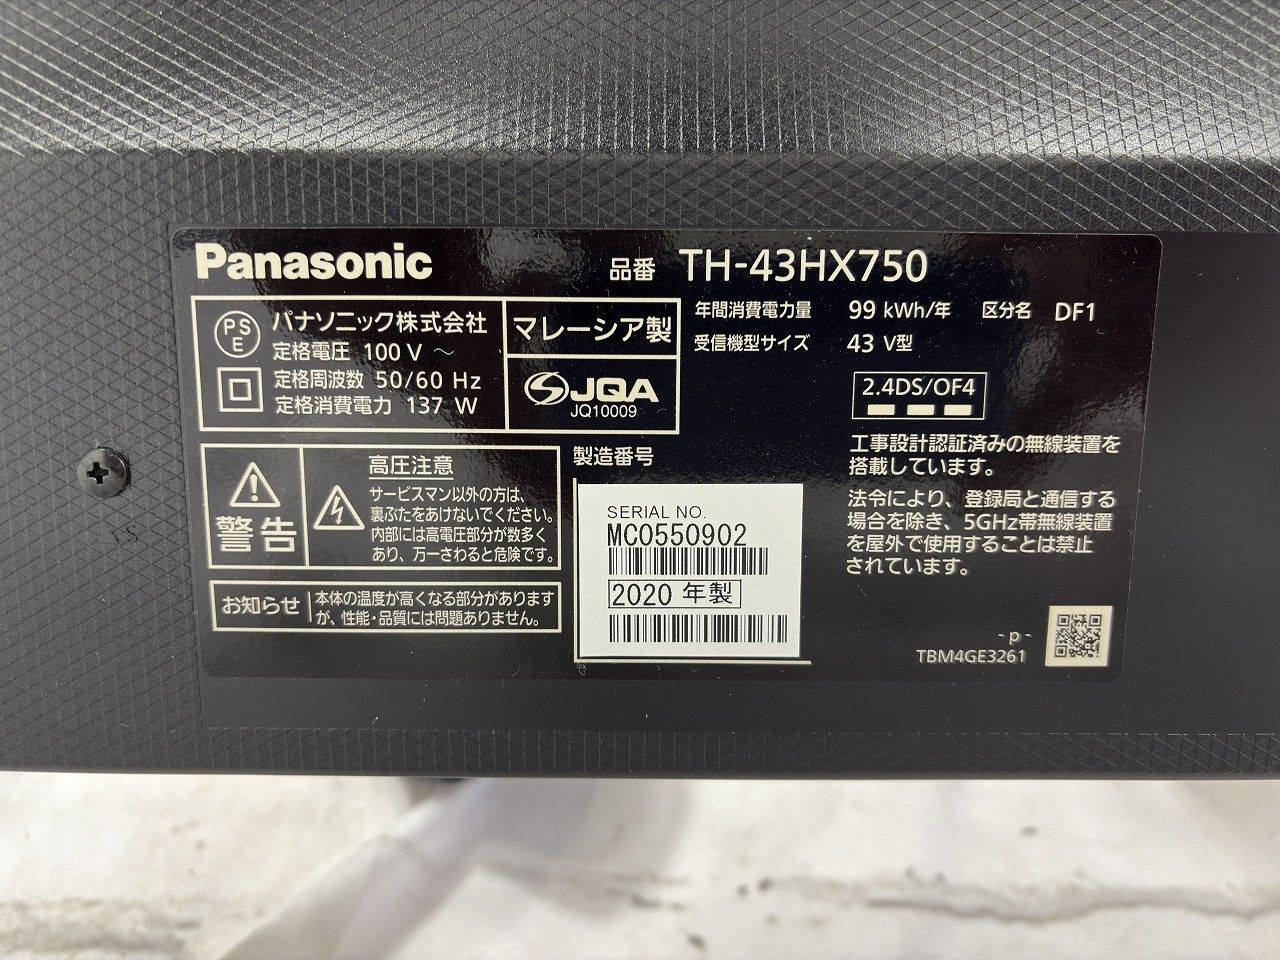 Panasonic
品番 TH-43HX750
PS
E
パナソニック株式会社
定格電圧 100 V ～
定格周波数 50/60 Hz
定格消費電力 137 W
マレーシア製
JQA
JQ10009
年間消費電力量 99 kWh/年 区分名 DF1
受信機型サイズ 43 V型
2.4DS/OF4
工事設計認証済みの無線装置を
搭載しています。
法令により、登録局と通信する
場合を除き、5GHz帯無線装置
を屋外で使用することは禁止
されています。
警告
高圧注意
サービスマン以外の方は、
裏ぶたをあけないでください。
内部には高電圧部分が数多く
あり、万一さわると危険です。
お知らせ
本体の温度が高くなる部分があります
が、性能・品質には問題ありません。
製造番号
SERIAL NO.
MC0550902
2020 年製
- p -
TBM4GE3261